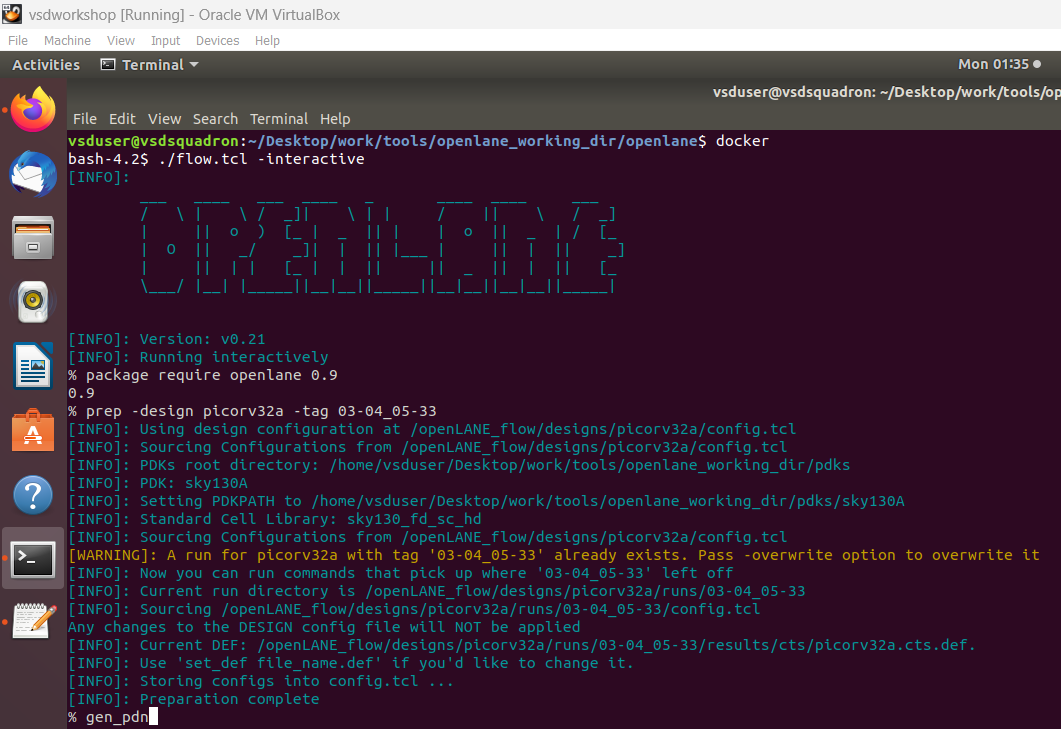 vsdworkshop [Running] - Oracle VM VirtualBox
File Machine View Input Devices Help
Activities Terminal Mon 01:35
vsduser@vsdsquadron: ~/Desktop/work/tools/op
File Edit View Search Terminal Help
vsduser@vsdsquadron:~/Desktop/work/tools/openlane_working_dir/openlane$ docker
bash-4.2$ ./flow.tcl -interactive
[INFO]:
OPENLANE
[INFO]: Version: v0.21
[INFO]: Running interactively
% package require openlane 0.9
0.9
% prep -design picorv32a -tag 03-04_05-33
[INFO]: Using design configuration at /openLANE_flow/designs/picorv32a/config.tcl
[INFO]: Sourcing Configurations from /openLANE_flow/designs/picorv32a/config.tcl
[INFO]: PDKs root directory: /home/vsduser/Desktop/work/tools/openlane_working_dir/pdks
[INFO]: PDK: sky130A
[INFO]: Setting PDKPATH to /home/vsduser/Desktop/work/tools/openlane_working_dir/pdks/sky130A
[INFO]: Standard Cell Library: sky130_fd_sc_hd
[INFO]: Sourcing Configurations from /openLANE_flow/designs/picorv32a/config.tcl
[WARNING]: A run for picorv32a with tag '03-04_05-33' already exists. Pass -overwrite option to overwrite it
[INFO]: Now you can run commands that pick up where '03-04_05-33' left off
[INFO]: Current run directory is /openLANE_flow/designs/picorv32a/runs/03-04_05-33
[INFO]: Sourcing /openLANE_flow/designs/picorv32a/runs/03-04_05-33/config.tcl
Any changes to the DESIGN config file will NOT be applied
[INFO]: Current DEF: /openLANE_flow/designs/picorv32a/runs/03-04_05-33/results/cts/picorv32a.cts.def.
[INFO]: Use 'set_def file_name.def' if you'd like to change it.
[INFO]: Storing configs into config.tcl ...
[INFO]: Preparation complete
% gen_pdn